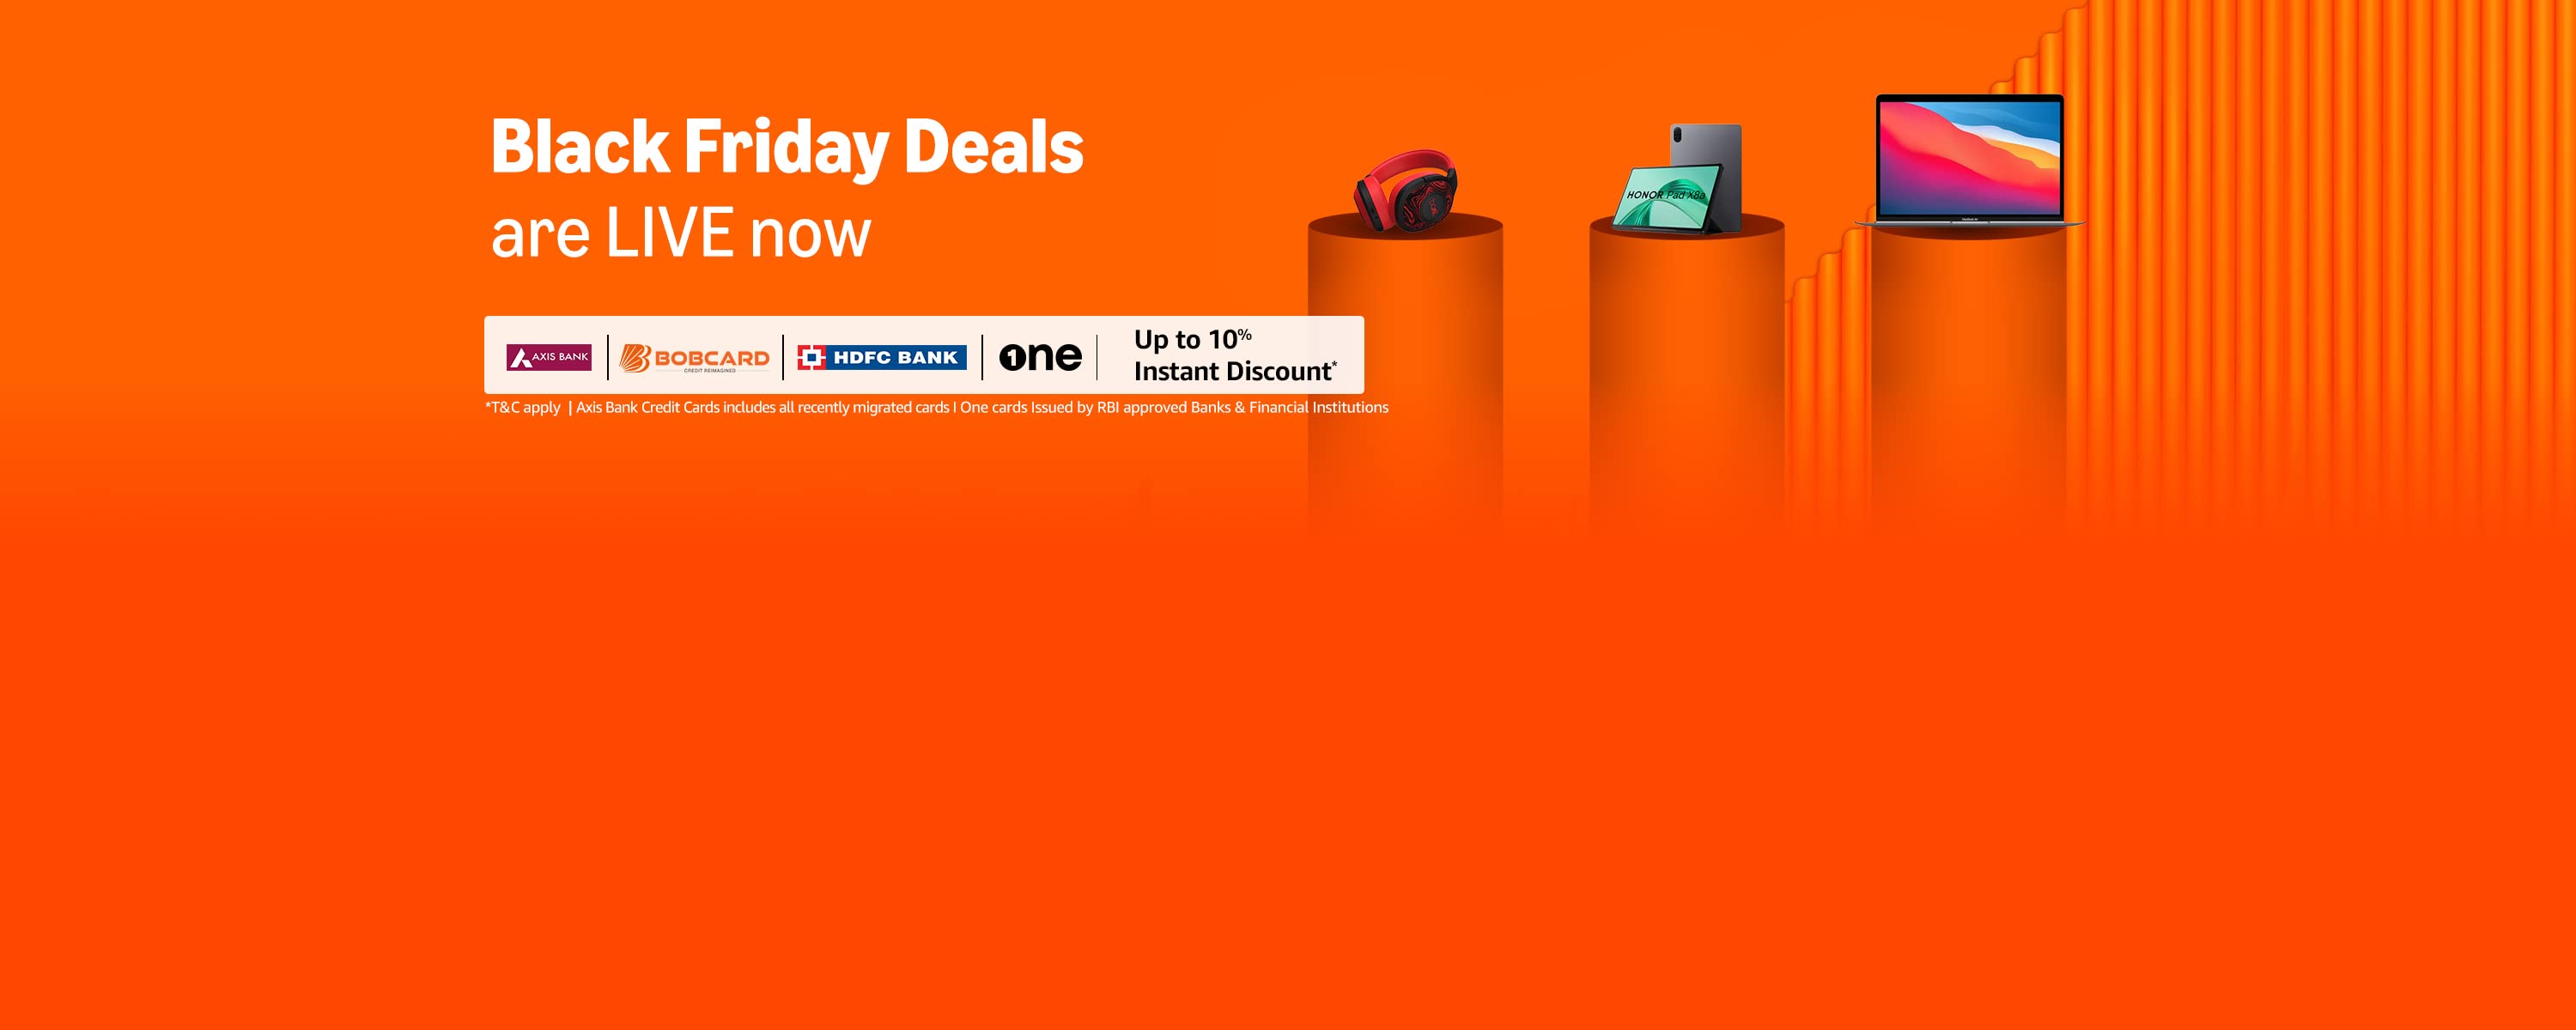 Black Friday Deals
are LIVE now
AXIS BANK
BOBCARD
CREDIT REIMAGINED
HDFC BANK
1ne
Up to 10%
Instant Discount*
*T&C apply | Axis Bank Credit Cards includes all recently migrated cards I One cards Issued by RBI approved Banks & Financial Institutions
HONOR Pad X8a